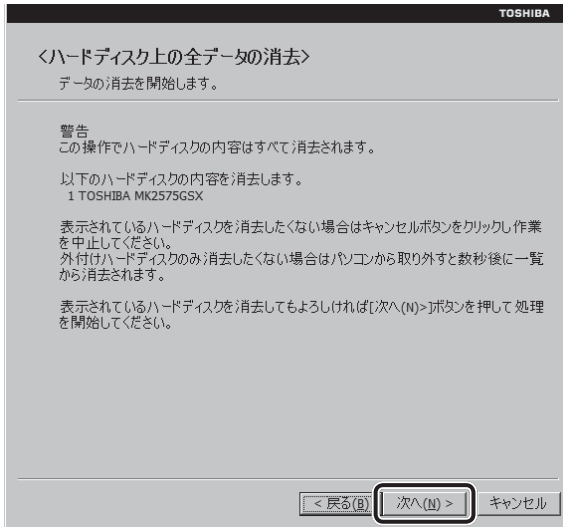 TOSHIBA
<ハードディスク上の全データの消去>
データの消去を開始します。
警告
この操作でハードディスクの内容はすべて消去されます。
以下のハードディスクの内容を消去します。
1 TOSHIBA MK2575GSX
表示されているハードディスクを消去したくない場合はキャンセルボタンをクリックし作業
を中止してください。
外付けハードディスクのみ消去したくない場合はパソコンから取り外すと数秒後に一覧
から消去されます。
表示されているハードディスクを消去してもよろしければ[次へ(N)>]ボタンを押して処理
を開始してください。
< 戻る(B) 次へ(N) > キャンセル